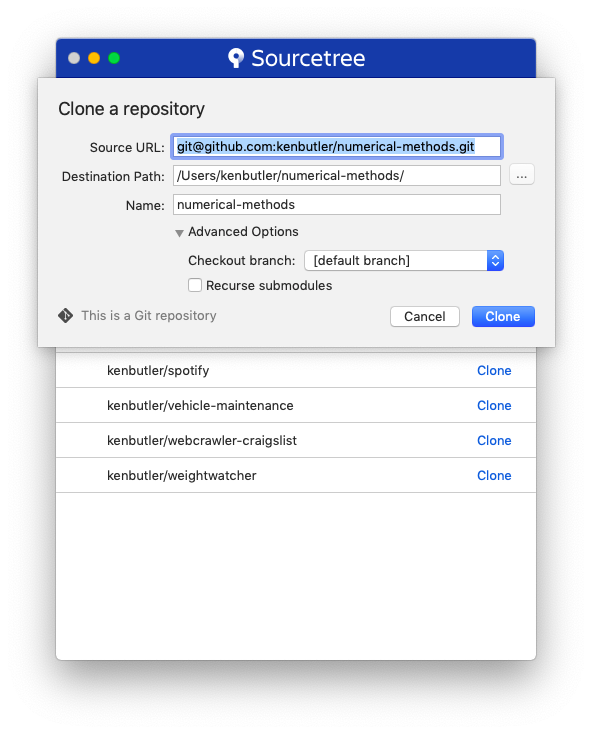 Sourcetree
Clone a repository
Source URL: git@github.com:kenbutler/numerical-methods.git
Destination Path: /Users/kenbutler/numerical-methods/ ...
Name: numerical-methods
Advanced Options
Checkout branch: [default branch]
Recurse submodules
This is a Git repository Cancel Clone
kenbutler/spotify Clone
kenbutler/vehicle-maintenance Clone
kenbutler/webcrawler-craigslist Clone
kenbutler/weightwatcher Clone